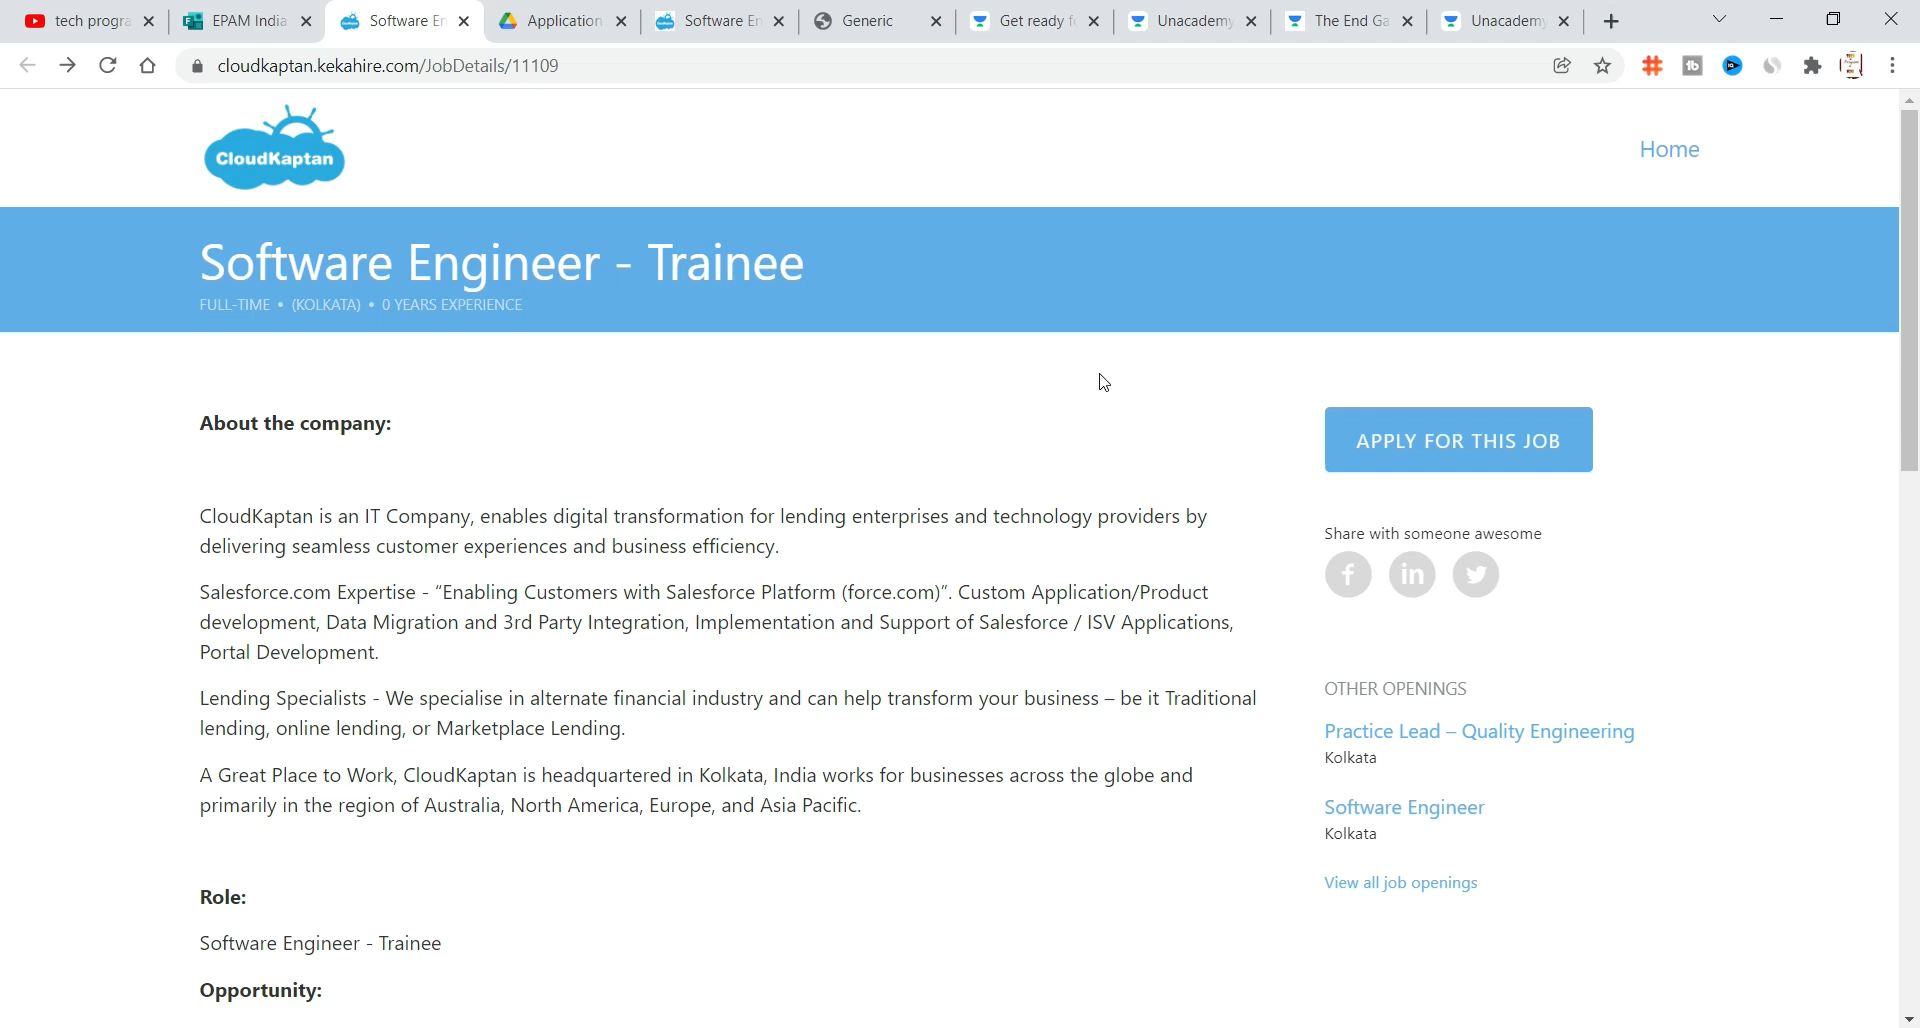 tech progra
EPAM India
Software En
Application
Software En
Generic
Get ready f
Unacademy
The End Ga
Unacademy
cloudkaptan.kekahire.com/JobDetails/11109
CloudKaptan
Home
Software Engineer - Trainee
FULL-TIME • (KOLKATA) • 0 YEARS EXPERIENCE
About the company:
APPLY FOR THIS JOB
CloudKaptan is an IT Company, enables digital transformation for lending enterprises and technology providers by
delivering seamless customer experiences and business efficiency.
Share with someone awesome
Salesforce.com Expertise - “Enabling Customers with Salesforce Platform (force.com)”. Custom Application/Product
development, Data Migration and 3rd Party Integration, Implementation and Support of Salesforce / ISV Applications,
Portal Development.
Lending Specialists - We specialise in alternate financial industry and can help transform your business – be it Traditional
lending, online lending, or Marketplace Lending.
A Great Place to Work, CloudKaptan is headquartered in Kolkata, India works for businesses across the globe and
primarily in the region of Australia, North America, Europe, and Asia Pacific.
OTHER OPENINGS
Practice Lead – Quality Engineering
Kolkata
Software Engineer
Kolkata
View all job openings
Role:
Software Engineer - Trainee
Opportunity: